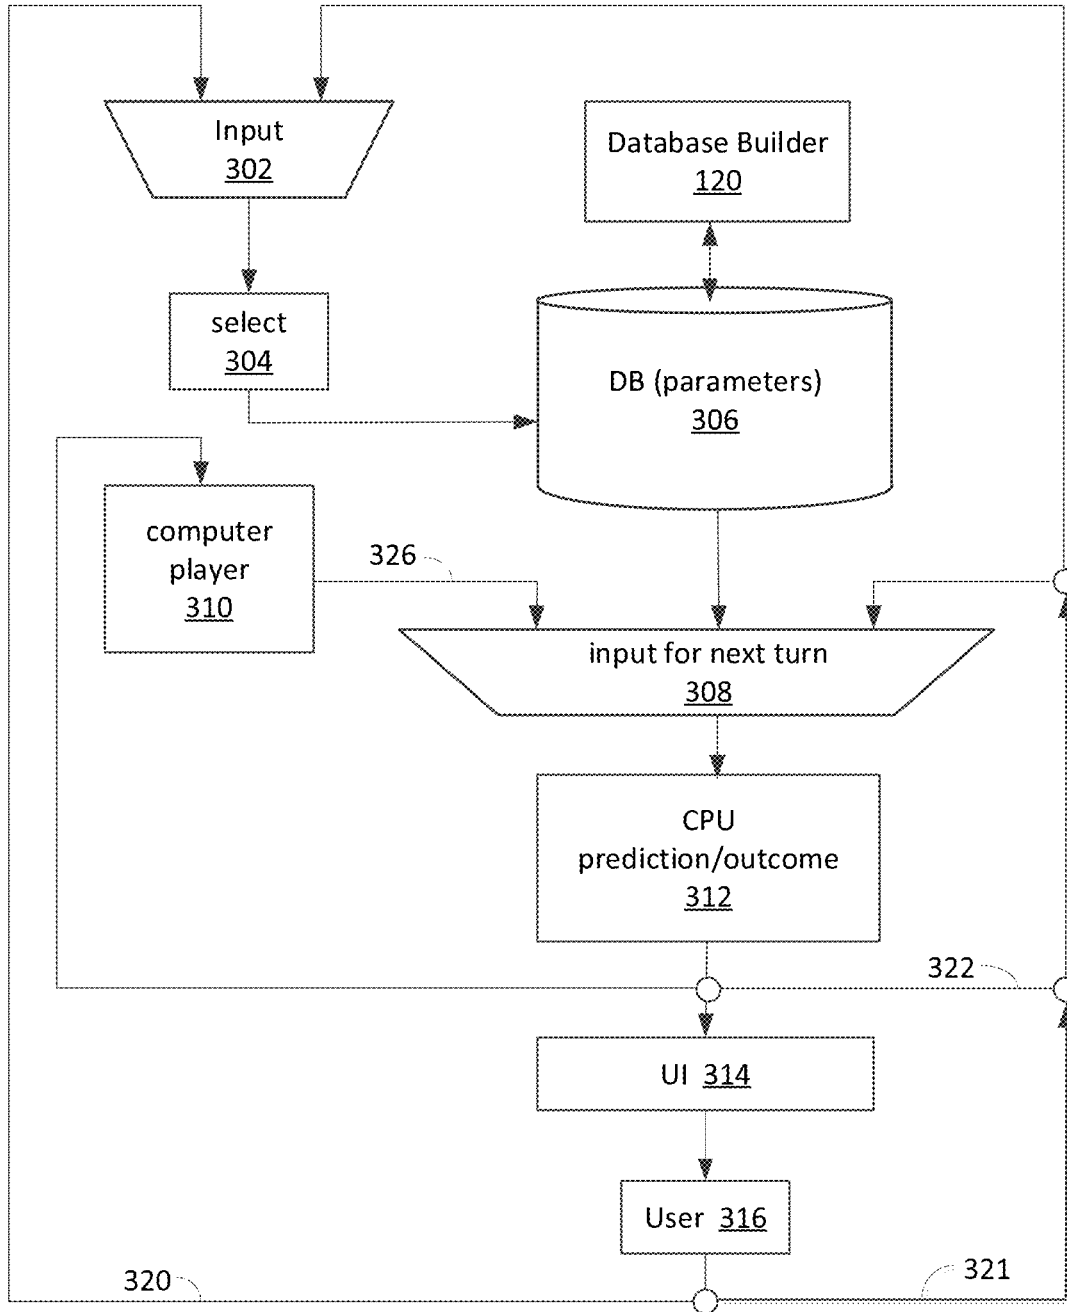 Input
302
Database Builder
120
select
304
DB (parameters)
306
computer
player
310
326
input for next turn
308
CPU
prediction/outcome
312
322
UI 314
User 316
320
321